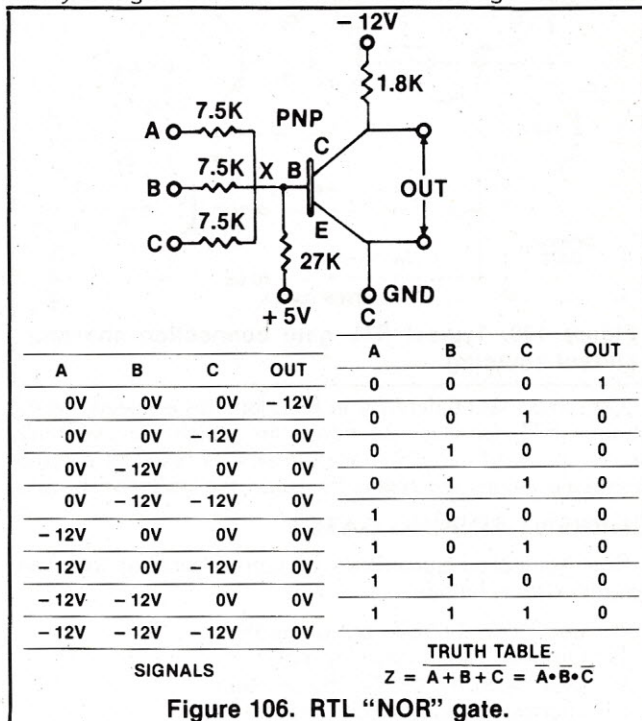 – 12V
1.8K
7.5K
PNP
A
C
7.5K
X
B
B
OUT
7.5K
E
C
27K
GND
+ 5V
C
A B C OUT
0V 0V 0V – 12V
0V 0V – 12V 0V
0V – 12V 0V 0V
0V – 12V – 12V 0V
– 12V 0V 0V 0V
– 12V 0V – 12V 0V
– 12V – 12V 0V 0V
– 12V – 12V – 12V 0V
SIGNALS
A B C OUT
0 0 0 1
0 0 1 0
0 1 0 0
0 1 1 0
1 0 0 0
1 0 1 0
1 1 0 0
1 1 1 0
TRUTH TABLE
Z = A + B + C = A•B•C
Figure 106. RTL “NOR” gate.